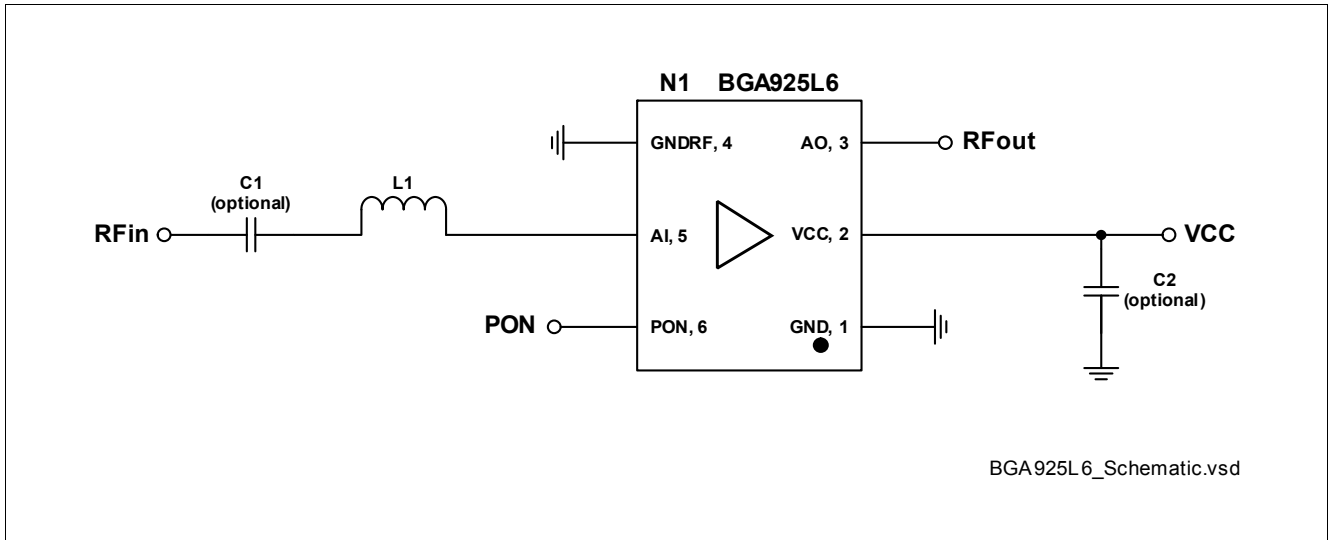 N1 BGA925L6
GNDRF, 4
AO, 3
RFout
C1
(optional)
L1
RFin
AI, 5
VCC, 2
VCC
C2
(optional)
PON
PON, 6
GND, 1
BGA925L6_Schematic.vsd